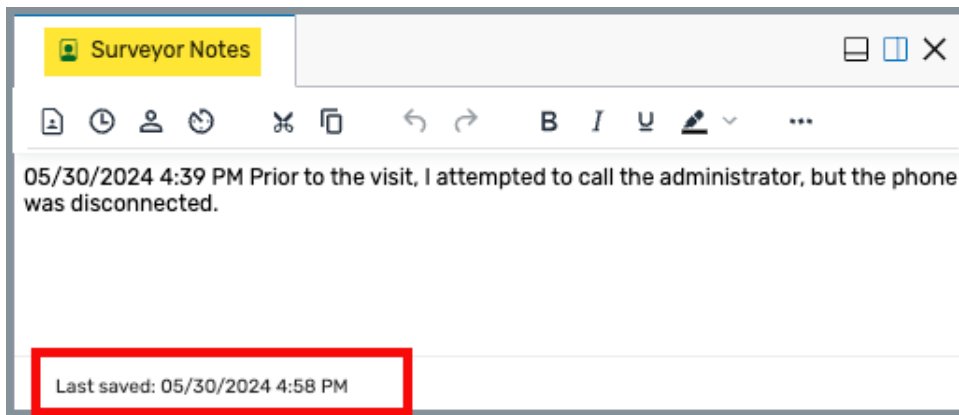 Surveyor Notes
B I U
05/30/2024 4:39 PM Prior to the visit, I attempted to call the administrator, but the phone
was disconnected.
Last saved: 05/30/2024 4:58 PM